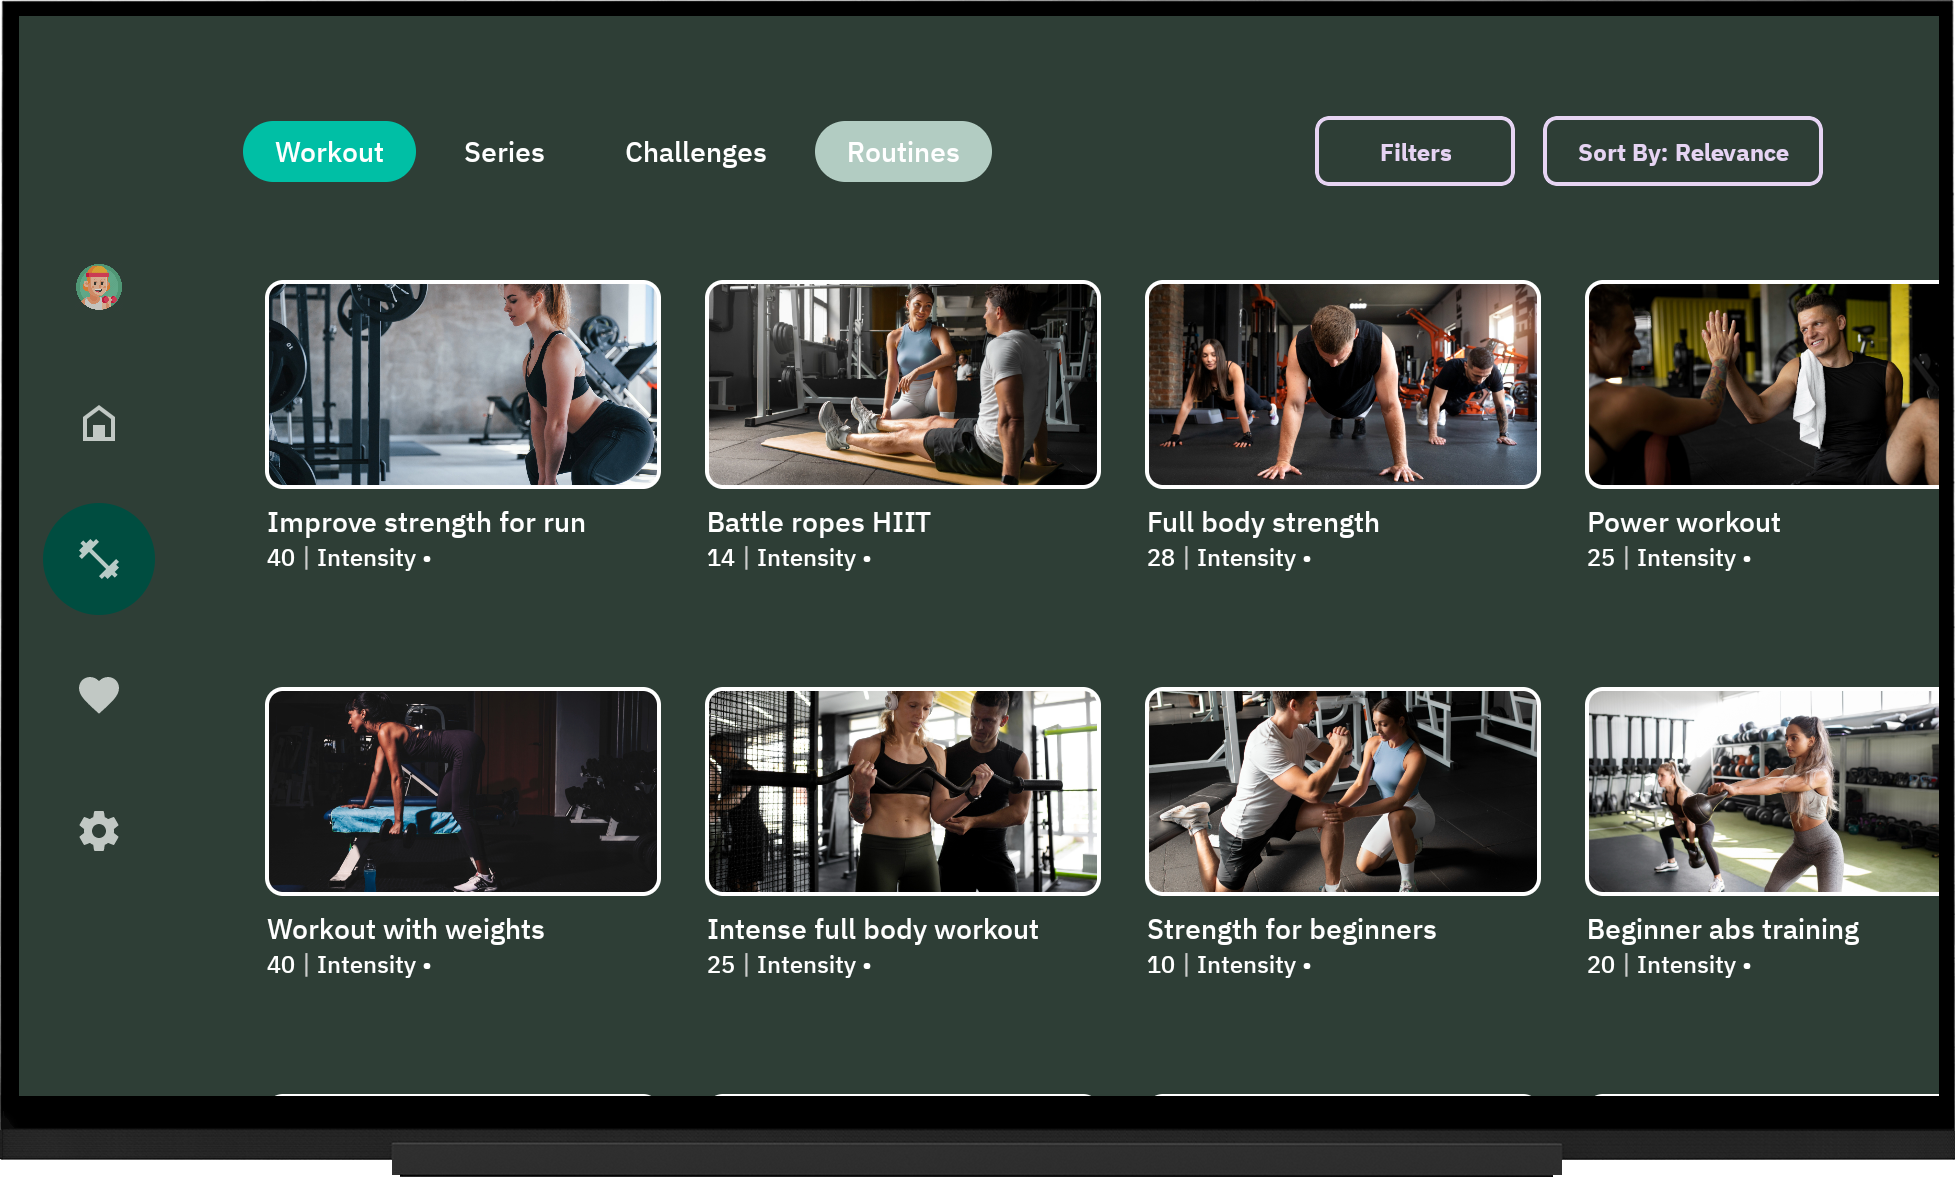 Workout Series Challenges Routines Filters Sort By: Relevance
Improve strength for run
40 | Intensity •
Battle ropes HIIT
14 | Intensity •
Full body strength
28 | Intensity •
Power workout
25 | Intensity •
Workout with weights
40 | Intensity •
Intense full body workout
25 | Intensity •
Strength for beginners
10 | Intensity •
Beginner abs training
20 | Intensity •